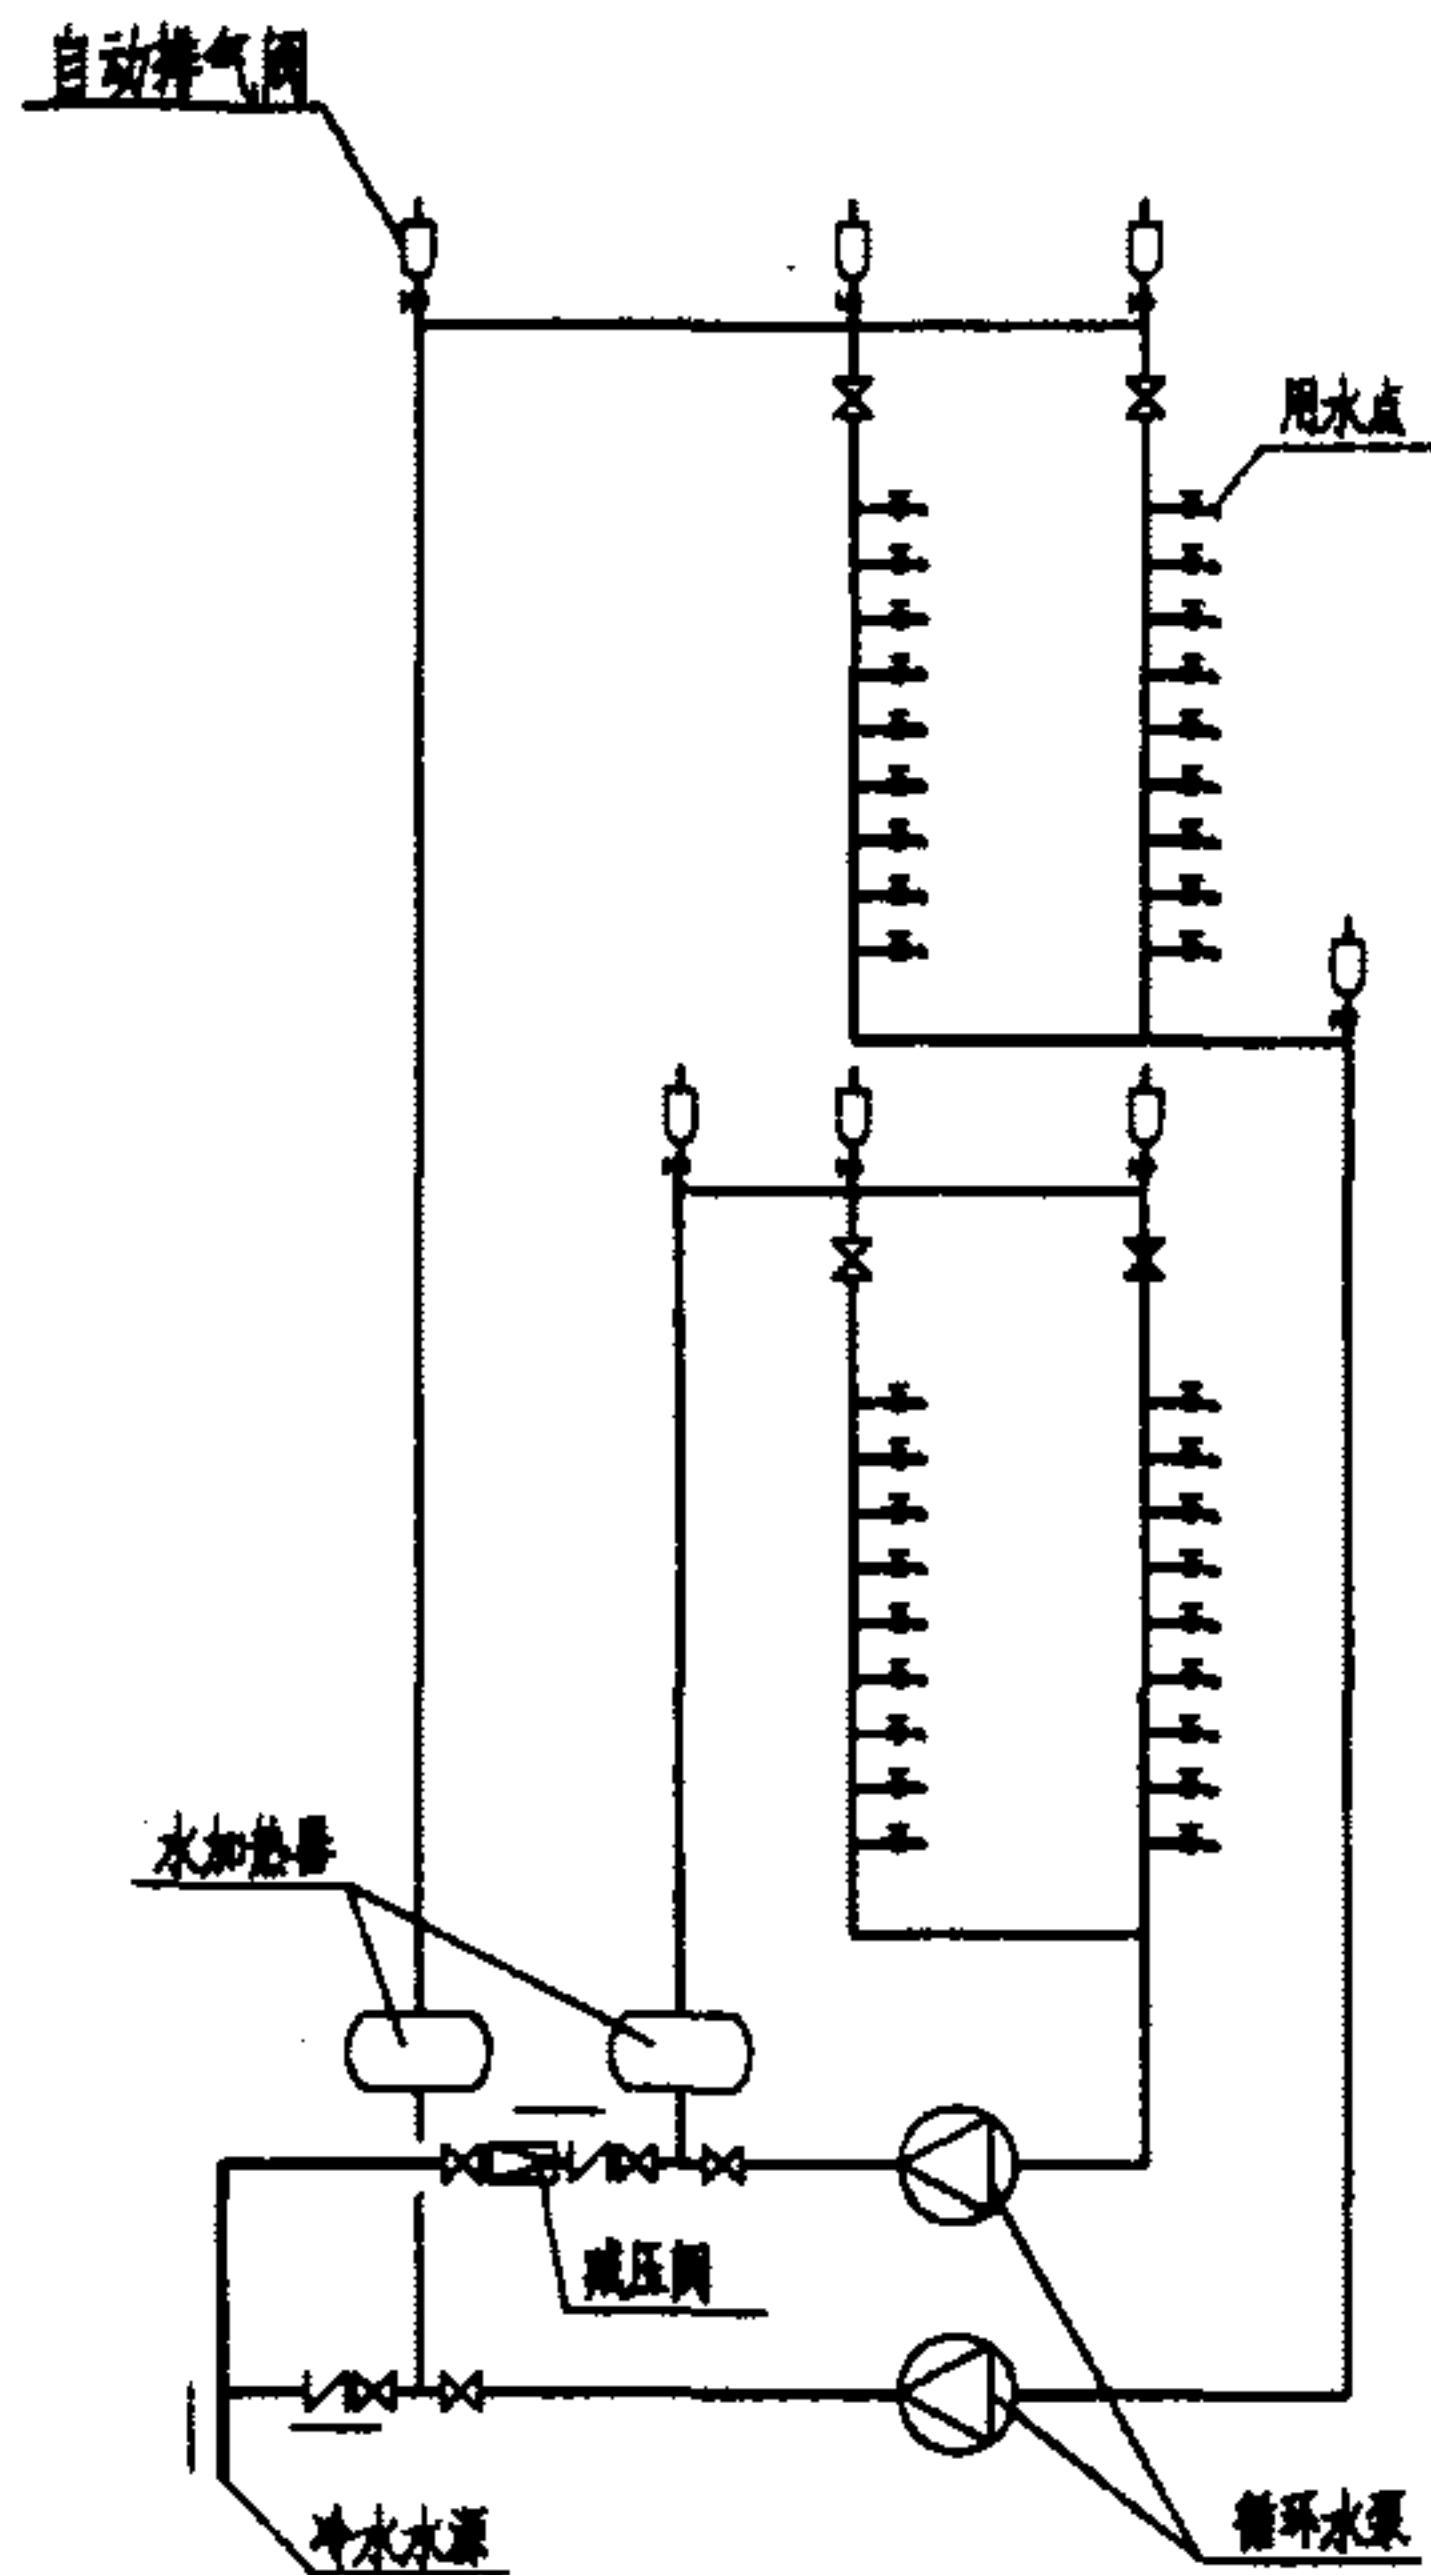 自动排气阀
用水点
水加热器
减压阀
冷水水源
循环水泵